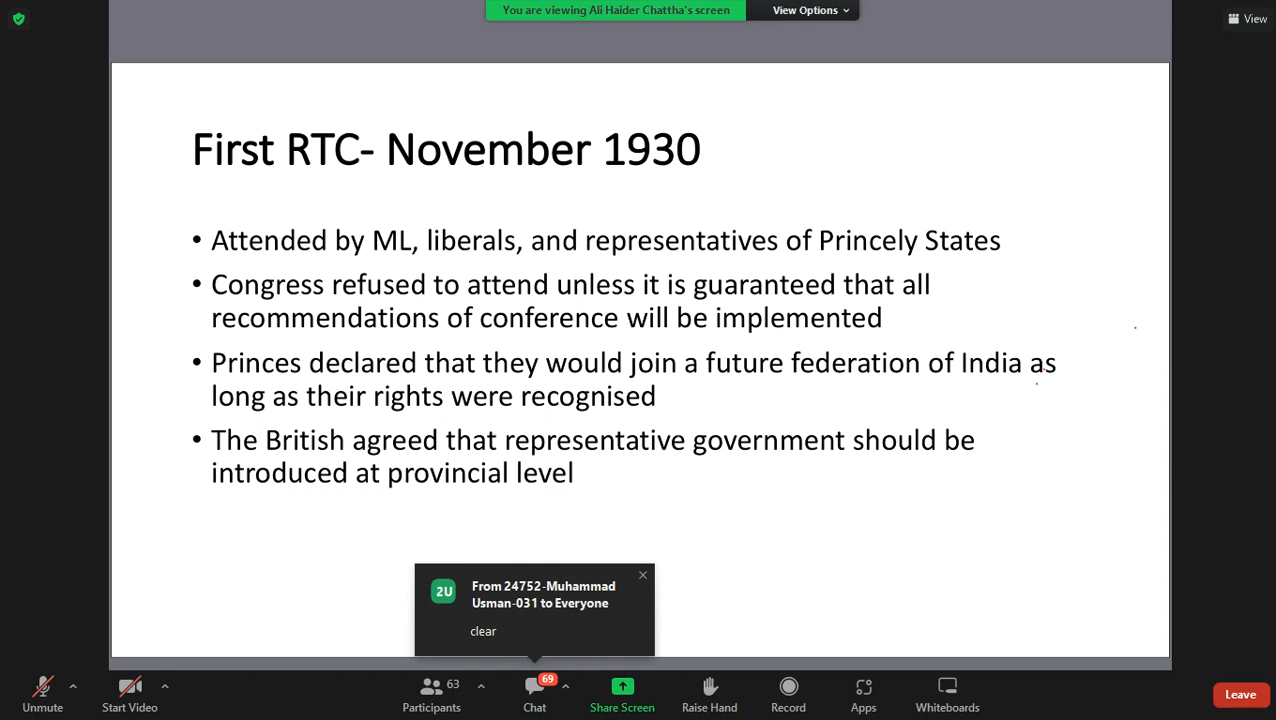 You are viewing Ali Haider Chattha's screen
View Options
View
First RTC- November 1930
• Attended by ML, liberals, and representatives of Princely States
• Congress refused to attend unless it is guaranteed that all
recommendations of conference will be implemented
• Princes declared that they would join a future federation of India as
long as their rights were recognised
• The British agreed that representative government should be
introduced at provincial level
2U
From 24752-Muhammad
Usman-031 to Everyone
clear
63
69
Unmute
Start Video
Participants
Chat
Share Screen
Raise Hand
Record
Apps
Whiteboards
Leave